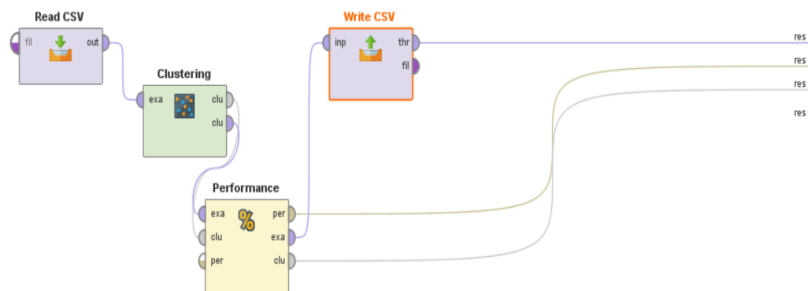 Read CSV
fil out
Clustering
exa clu
clu
Write CSV
inp thr
fil
Performance
%
exa per
clu exa
per clu
res
res
res
res